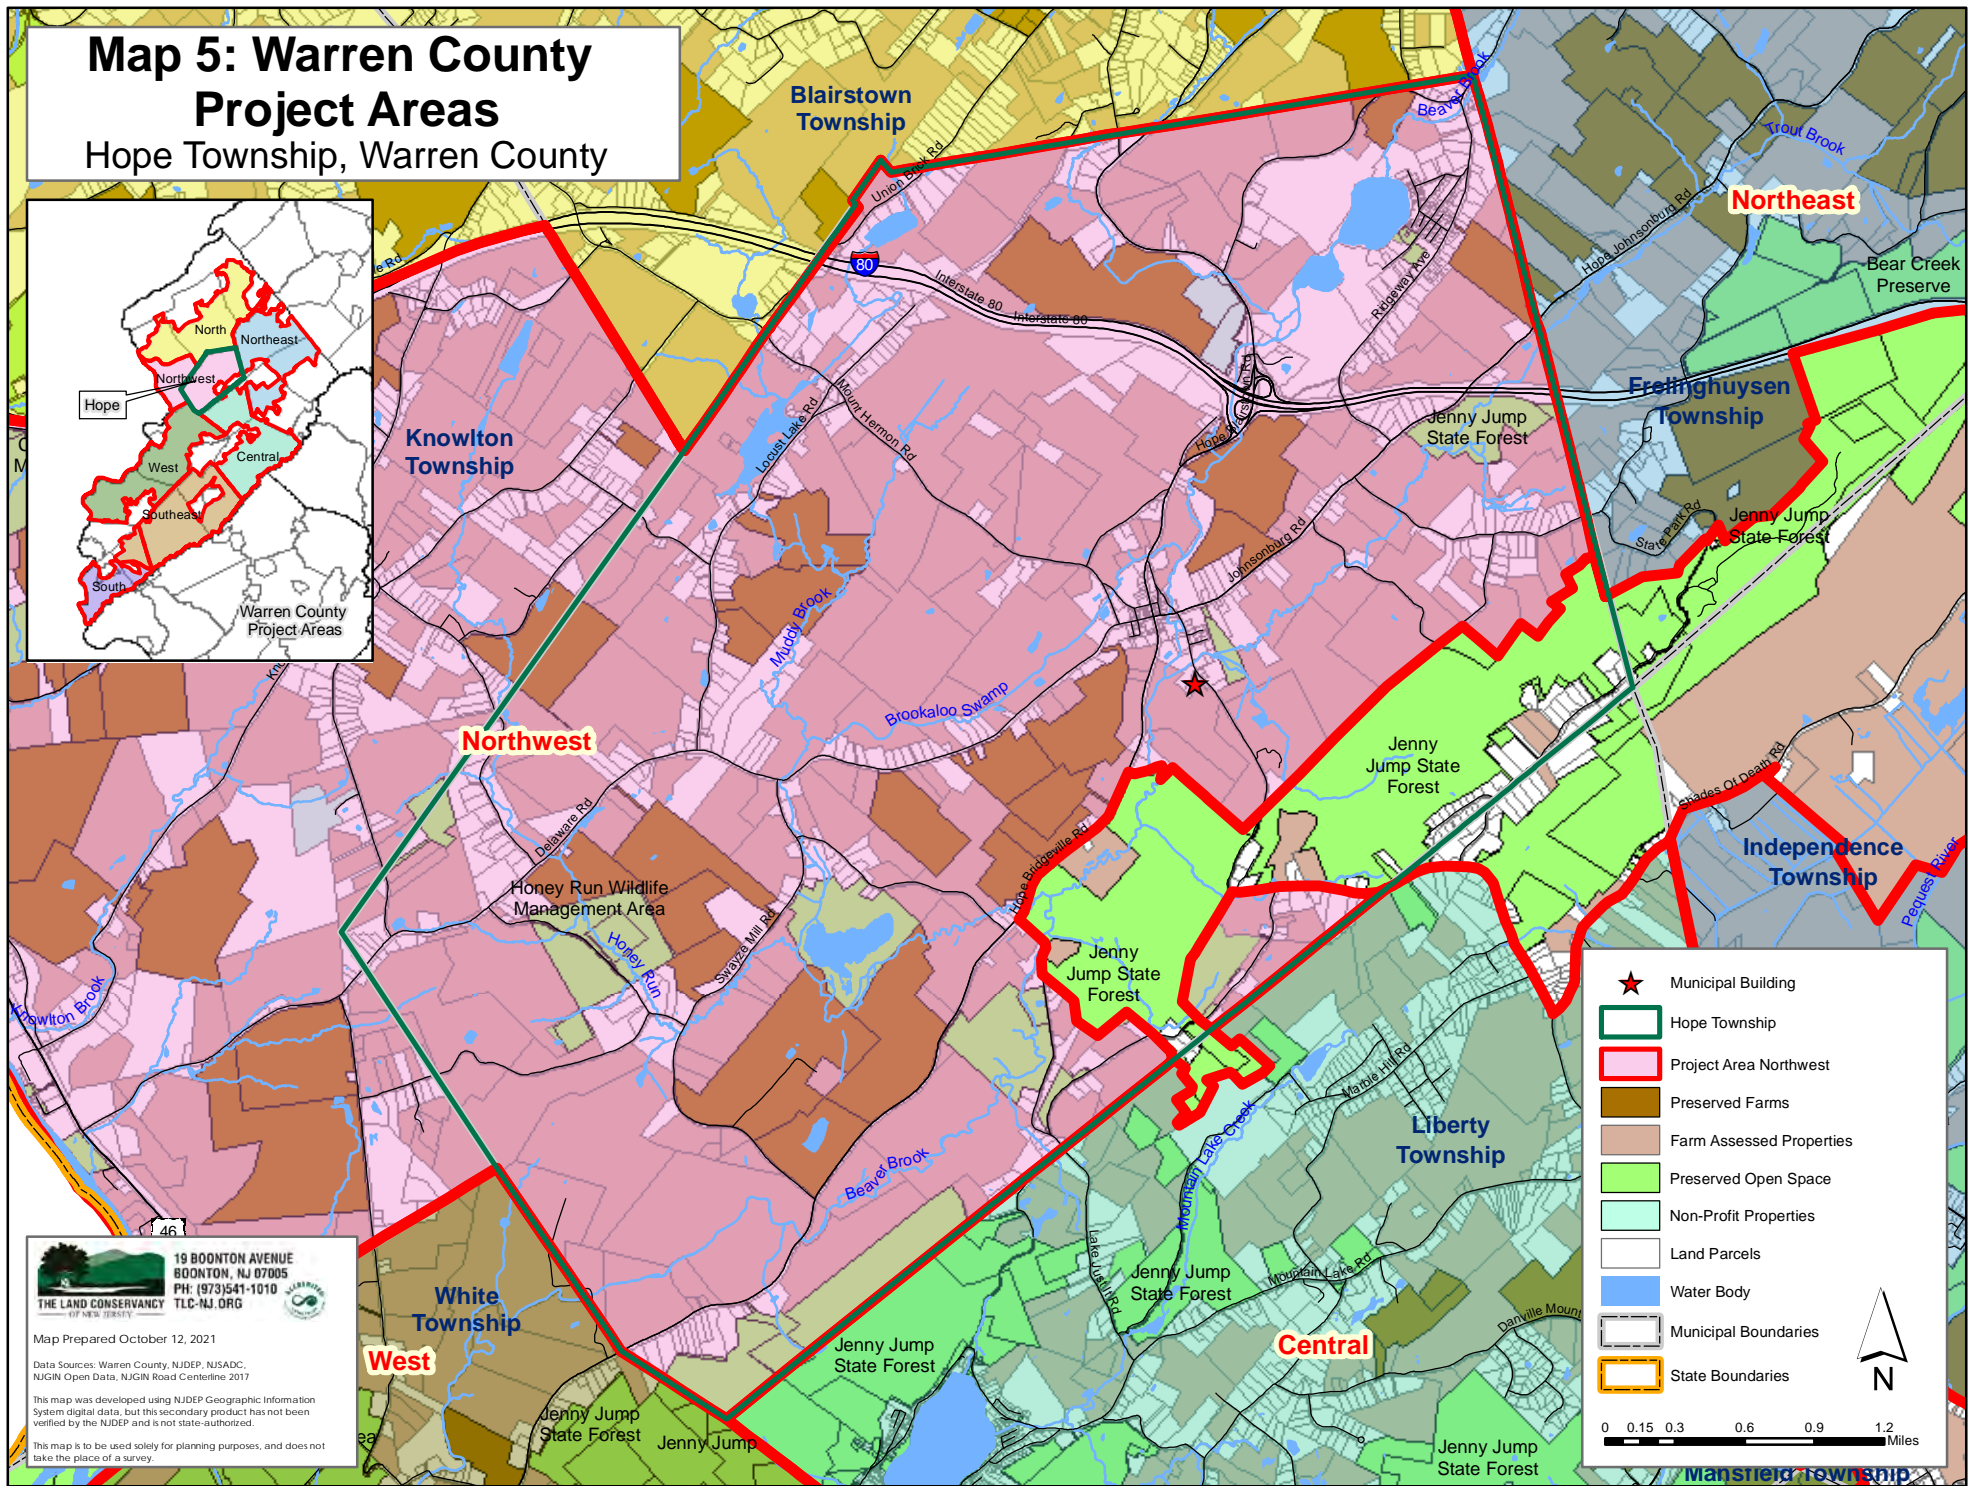 Map 5: Warren County
Project Areas
Hope Township, Warren County
Blairstown
Township
Beaver Brook
Trout Brook
Northeast
Union Brick Rd
Hope Johnsonburg Rd
Bear Creek
Preserve
le Rd
80
Interstate 80
Interstate 80
Ridgeway Ave
North
Northeast
Northwest
Hope
West
Central
Southeast
South
Warren County
Project Areas
Knowlton
Township
Locust Lake Rd
Mount Hermon Rd
Hope Blairstown Rd
Jenny Jump
State Forest
Frelinghuysen
Township
State Park Rd
Jenny Jump
State Forest
Johnsonburg Rd
Muddy Brook
Brookaloo Swamp
Northwest
Jenny
Jump State
Forest
Shades Of Death Rd
Independence
Township
Pequest River
Delaware Rd
Hope Bridgeville Rd
Honey Run Wildlife
Management Area
Honey Run
Swayze Mill Rd
Jenny
Jump State
Forest
Knowlton Brook
Marble Hill Rd
Liberty
Township
Mountain Lake Creek
Beaver Brook
46
Lake Just It Rd
Jenny Jump
State Forest
Mountain Lake Rd
Danville Mount
White
Township
West
Central
Jenny Jump
State Forest
Jenny Jump
State Forest
Jenny Jump
Jenny Jump
State Forest
Mansfield Township
Municipal Building
Hope Township
Project Area Northwest
Preserved Farms
Farm Assessed Properties
Preserved Open Space
Non-Profit Properties
Land Parcels
Water Body
Municipal Boundaries
State Boundaries
N
0 0.15 0.3 0.6 0.9 1.2
Miles
19 BOONTON AVENUE
BOONTON, NJ 07005
PH: (973)541-1010
TLC-NJ.ORG
THE LAND CONSERVANCY
OF NEW JERSEY
Map Prepared October 12, 2021
Data Sources: Warren County, NJDEP, NJSADC,
NJGIN Open Data, NJGIN Road Centerline 2017
This map was developed using NJDEP Geographic Information
System digital data, but this secondary product has not been
verified by the NJDEP and is not state-authorized.
This map is to be used solely for planning purposes, and does not
take the place of a survey.